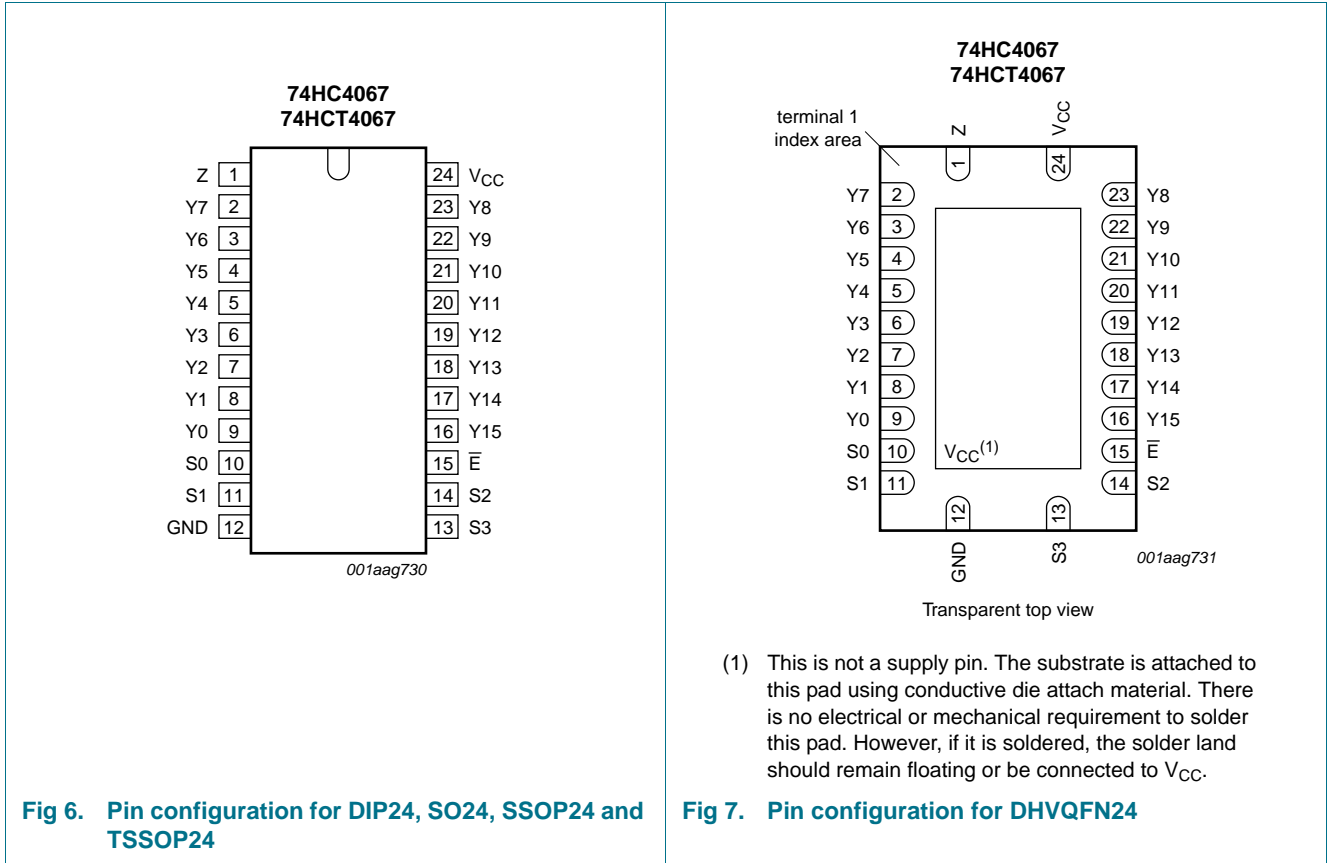 74HC4067
74HCT4067
Z 1
Y7 2
Y6 3
Y5 4
Y4 5
Y3 6
Y2 7
Y1 8
Y0 9
S0 10
S1 11
GND 12
24 VCC
23 Y8
22 Y9
21 Y10
20 Y11
19 Y12
18 Y13
17 Y14
16 Y15
15 E̅
14 S2
13 S3
001aag730
Fig 6. Pin configuration for DIP24, SO24, SSOP24 and
TSSOP24
74HC4067
74HCT4067
terminal 1
index area
Z
1
VCC
24
Y7 2
Y6 3
Y5 4
Y4 5
Y3 6
Y2 7
Y1 8
Y0 9
S0 10
S1 11
VCC(1)
23 Y8
22 Y9
21 Y10
20 Y11
19 Y12
18 Y13
17 Y14
16 Y15
15 E̅
14 S2
12
GND
13
S3
001aag731
Transparent top view
(1) This is not a supply pin. The substrate is attached to
this pad using conductive die attach material. There
is no electrical or mechanical requirement to solder
this pad. However, if it is soldered, the solder land
should remain floating or be connected to VCC.
Fig 7. Pin configuration for DHVQFN24